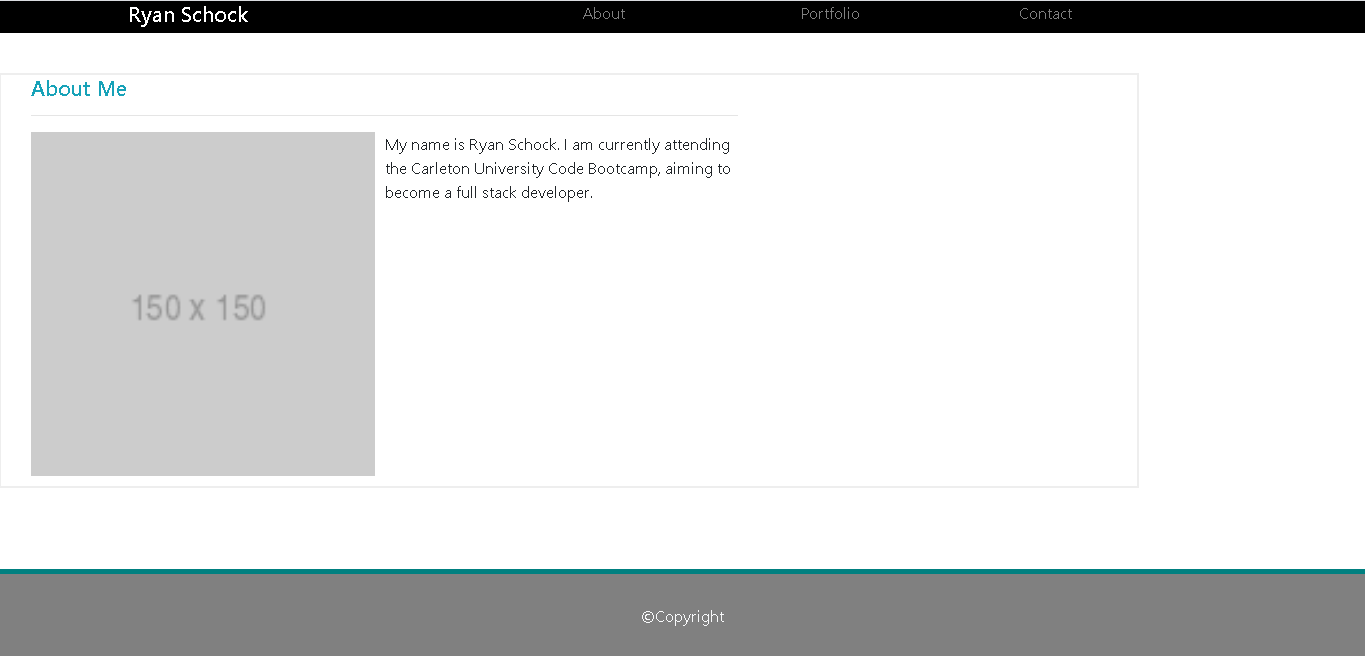 Ryan Schock About Portfolio Contact
About Me
My name is Ryan Schock. I am currently attending
the Carleton University Code Bootcamp, aiming to
become a full stack developer.
150 x 150
©Copyright